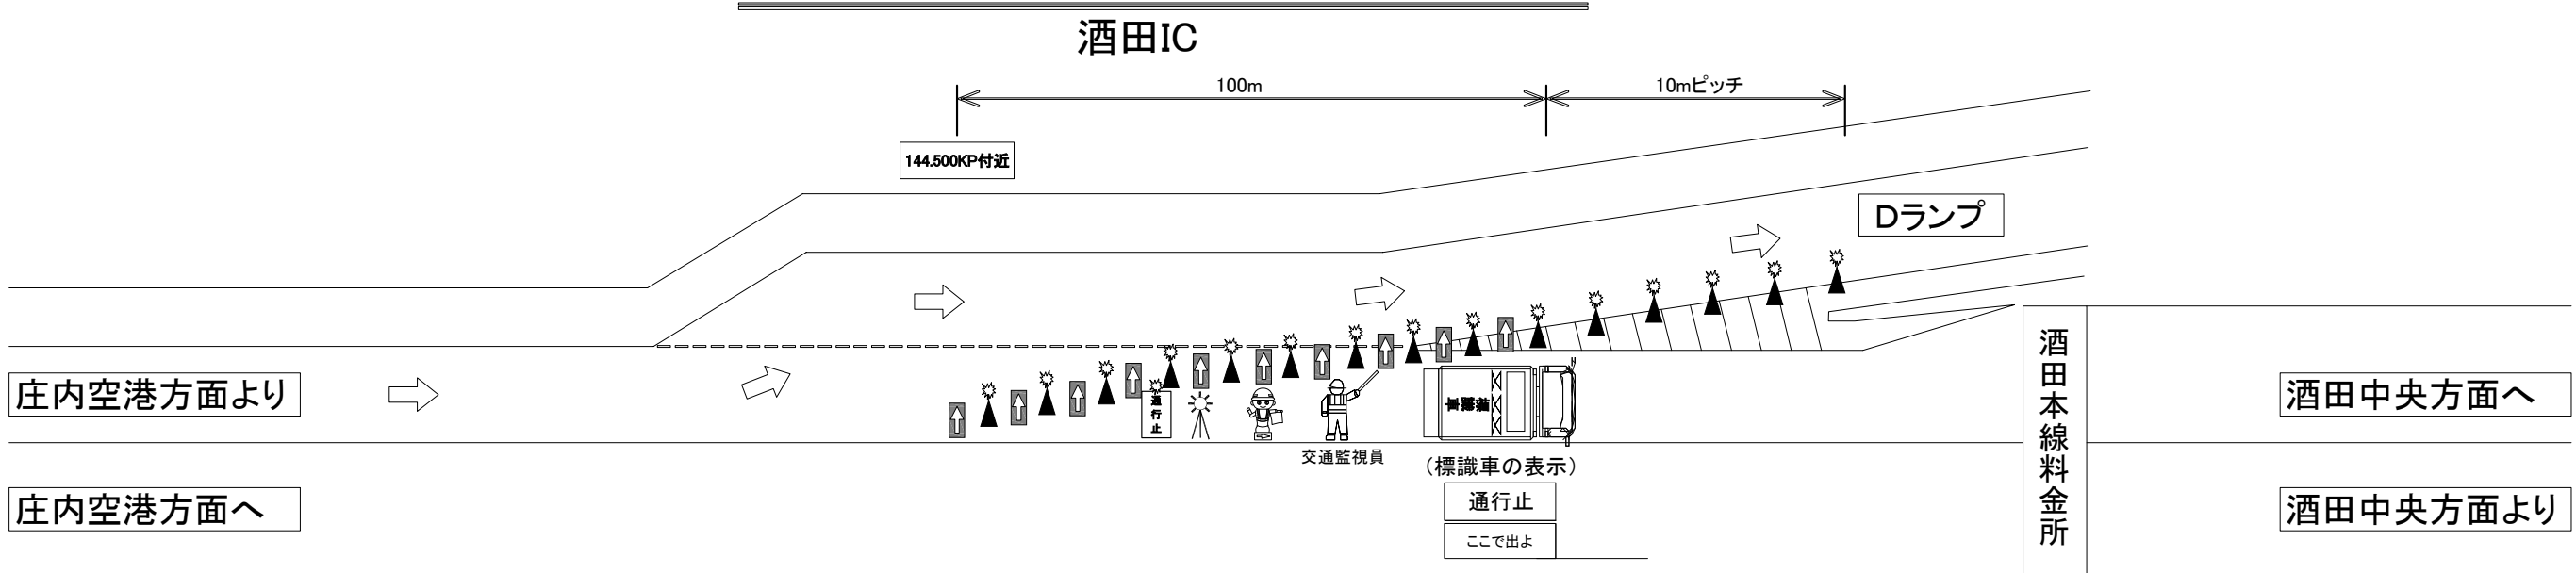 酒田IC
100m
10mピッチ
144.500KP付近
Dランプ
庄内空港方面より
通行止
標識車
酒田本線料金所
酒田中央方面へ
交通監視員
(標識車の表示)
庄内空港方面へ
通行止
ここで出よ
酒田中央方面より